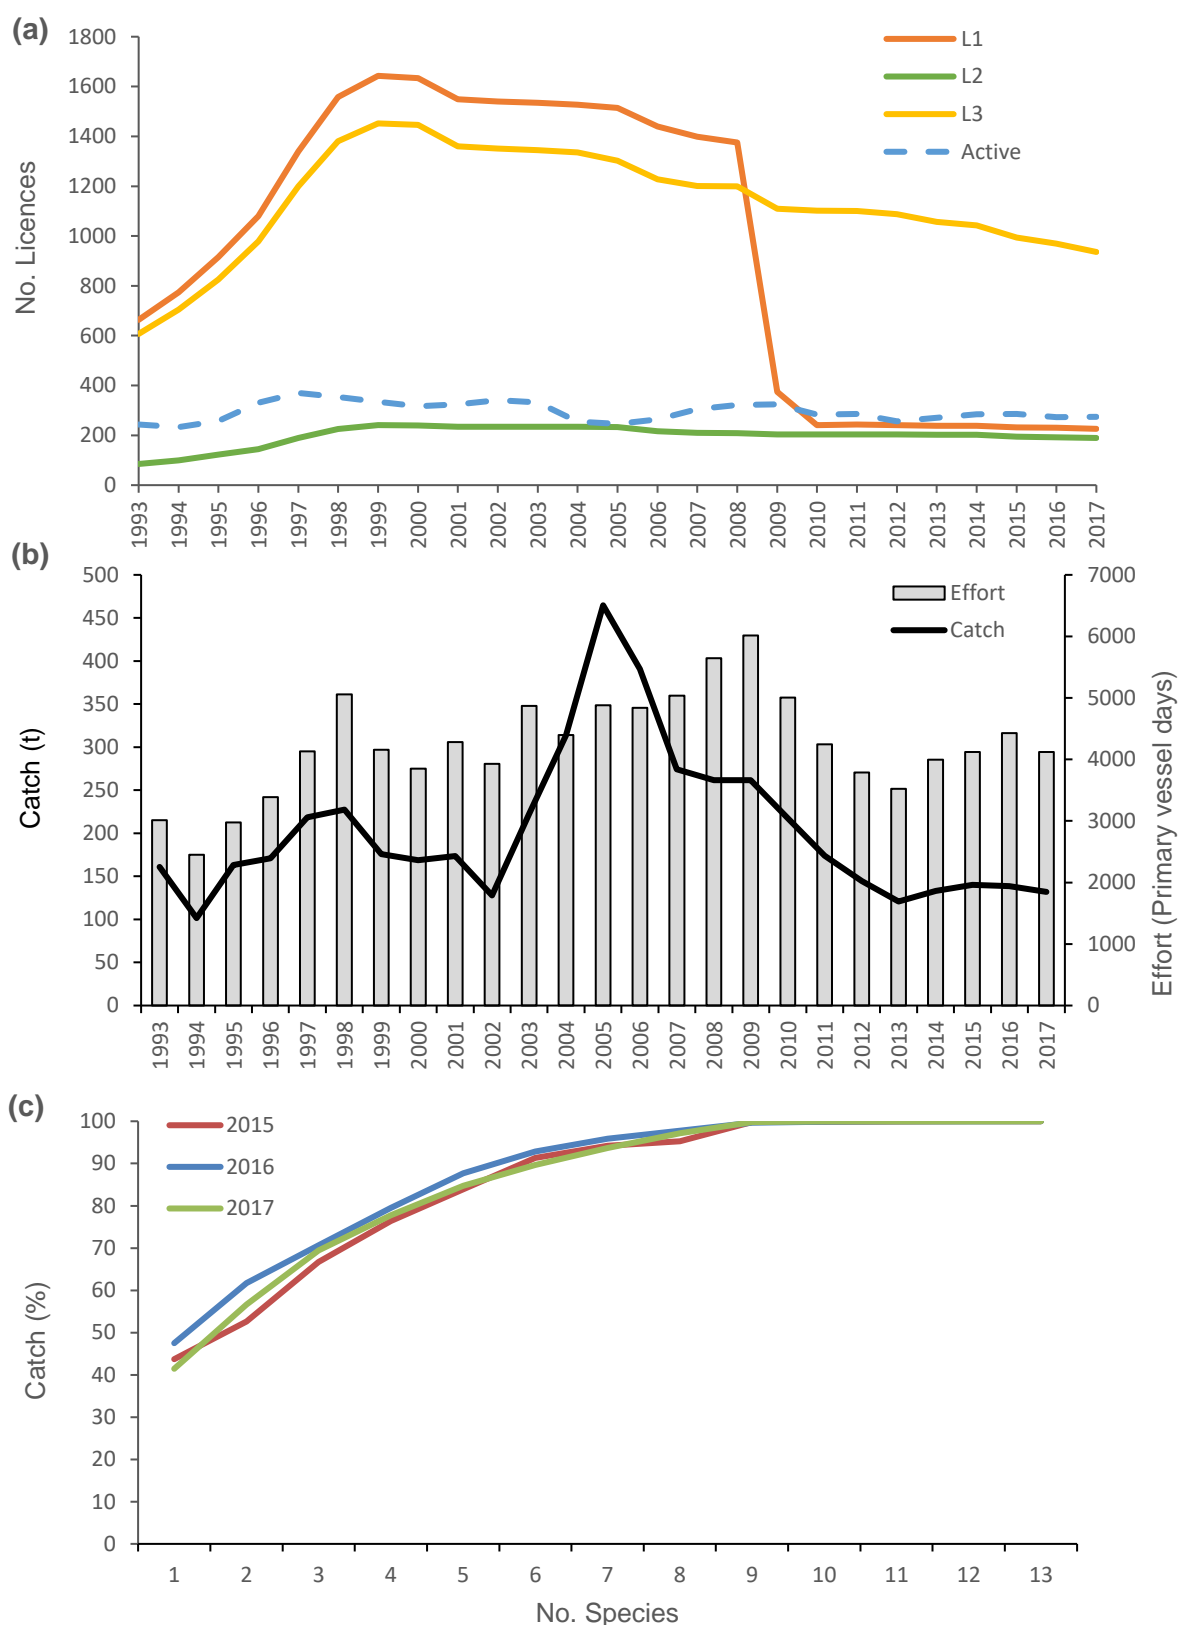 (a)
No. Licences
1800
1600
1400
1200
1000
800
600
400
200
0
L1
L2
L3
Active
1993 1994 1995 1996 1997 1998 1999 2000 2001 2002 2003 2004 2005 2006 2007 2008 2009 2010 2011 2012 2013 2014 2015 2016 2017
(b)
Catch (t)
500
450
400
350
300
250
200
150
100
50
0
Effort
Catch
7000
6000
5000
4000
3000
2000
1000
0
Effort (Primary vessel days)
1993 1994 1995 1996 1997 1998 1999 2000 2001 2002 2003 2004 2005 2006 2007 2008 2009 2010 2011 2012 2013 2014 2015 2016 2017
(c)
Catch (%)
100
90
80
70
60
50
40
30
20
10
0
2015
2016
2017
1 2 3 4 5 6 7 8 9 10 11 12 13
No. Species